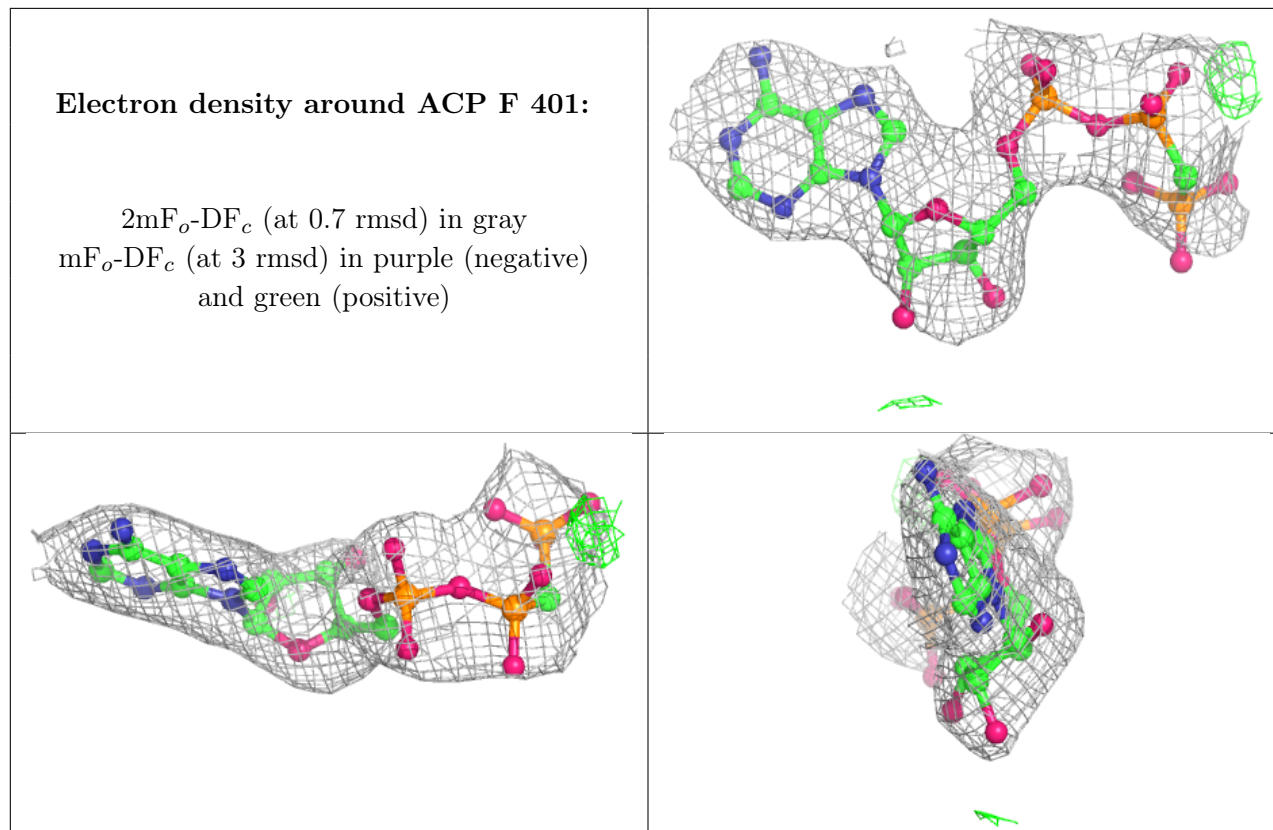 Electron density around ACP F 401:
2mFo-DFc (at 0.7 rmsd) in gray
mFo-DFc (at 3 rmsd) in purple (negative)
and green (positive)